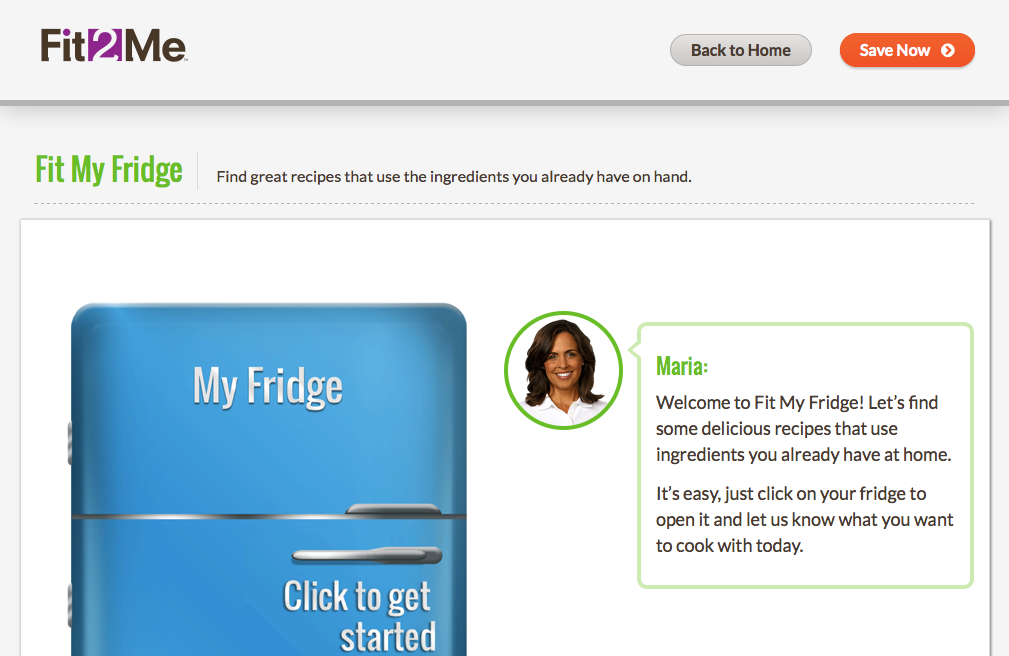 Fit2Me
Back to Home
Save Now
Fit My Fridge
Find great recipes that use the ingredients you already have on hand.
My Fridge
Click to get
started
Maria:
Welcome to Fit My Fridge! Let’s find
some delicious recipes that use
ingredients you already have at home.
It’s easy, just click on your fridge to
open it and let us know what you want
to cook with today.